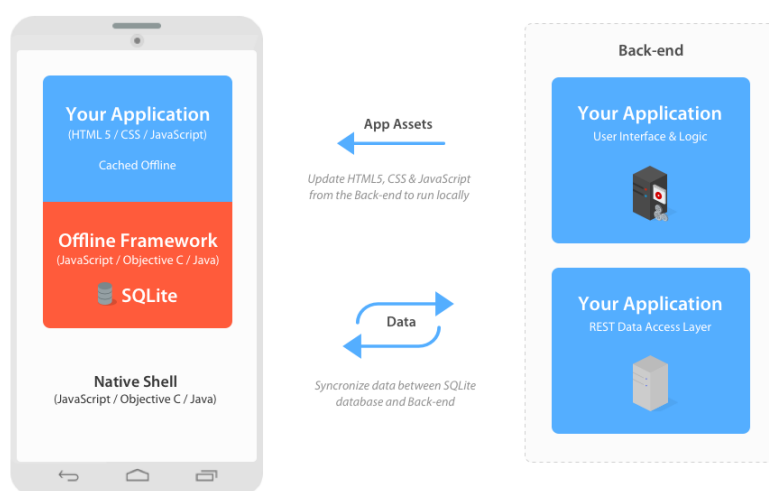 Your Application
(HTML 5 / CSS / JavaScript)
Cached Offline
Offline Framework
(JavaScript / Objective C / Java)
SQLite
Native Shell
(JavaScript / Objective C / Java)
App Assets
Update HTML5, CSS & JavaScript
from the Back-end to run locally
Data
Syncronize data between SQLite
database and Back-end
Back-end
Your Application
User Interface & Logic
Your Application
REST Data Access Layer